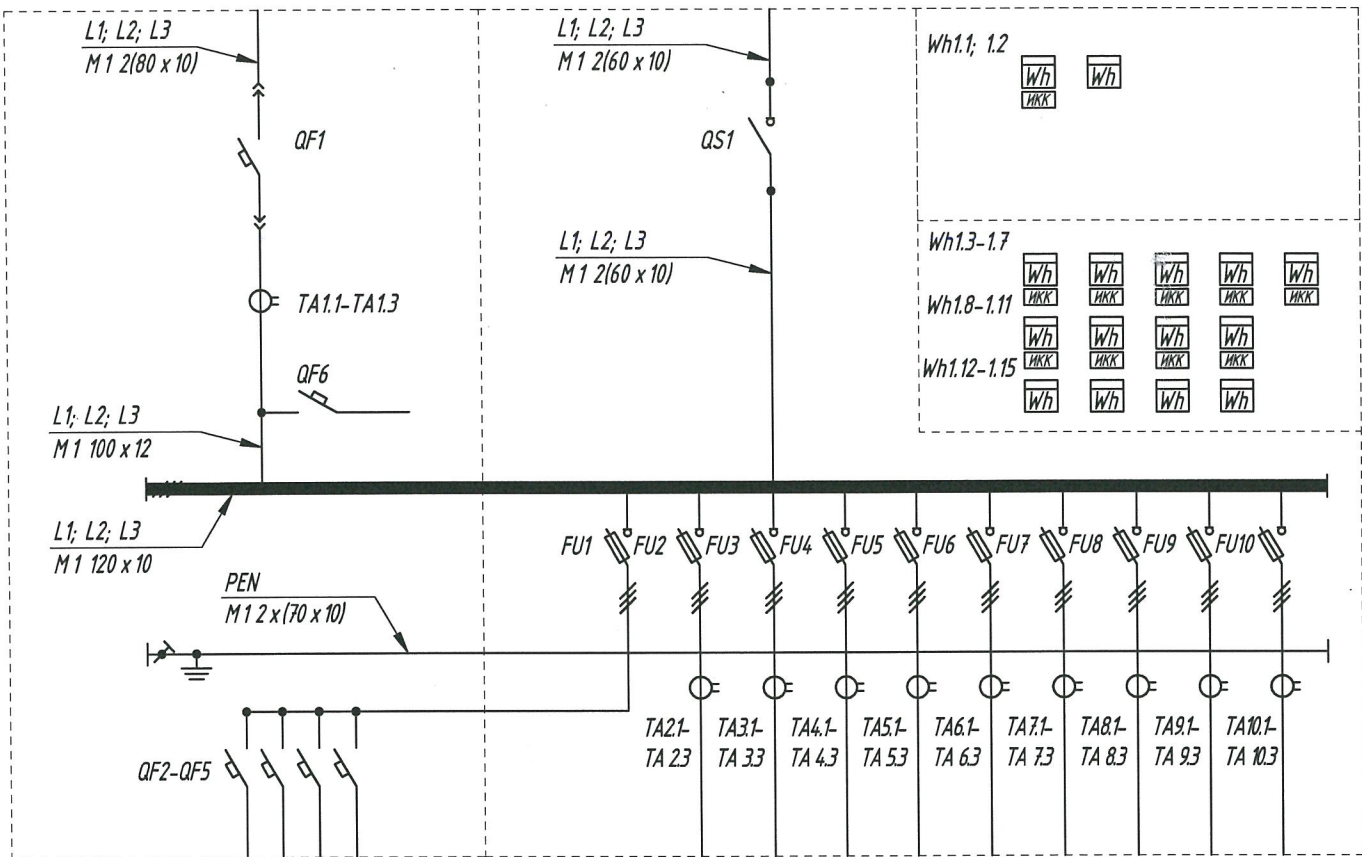 L1; L2; L3
M1 2(80 x 10)
QF1
TA1.1-TA1.3
QF6
L1; L2; L3
M1 100 x 12
L1; L2; L3
M1 120 x 10
PEN
M1 2 x (70 x 10)
QF2-QF5
L1; L2; L3
M1 2(60 x 10)
QS1
L1; L2; L3
M1 2(60 x 10)
Wh1.1; 1.2
Wh Wh
ИКК
Wh1.3-1.7
Wh Wh Wh Wh Wh
ИКК ИКК ИКК ИКК ИКК
Wh1.8-1.11
Wh Wh Wh Wh
ИКК ИКК ИКК ИКК
Wh1.12-1.15
Wh Wh Wh Wh
FU1 FU2 FU3 FU4 FU5 FU6 FU7 FU8 FU9 FU10
TA2.1- TA3.1- TA4.1- TA5.1- TA6.1- TA7.1- TA8.1- TA9.1- TA10.1-
TA 2.3 TA 3.3 TA 4.3 TA 5.3 TA 6.3 TA 7.3 TA 8.3 TA 9.3 TA 10.3